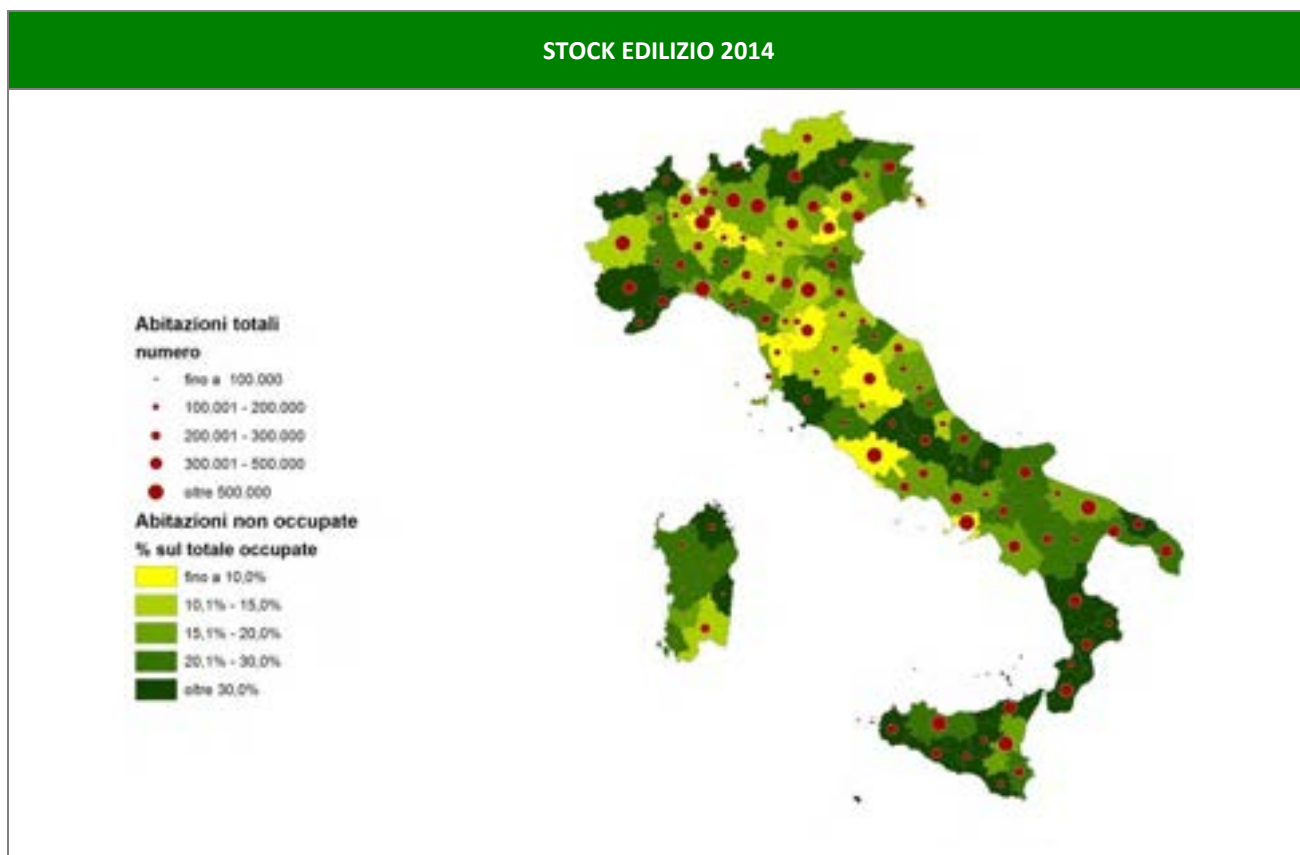 STOCK EDILIZIO 2014
Abitazioni totali
numero
fino a 100.000
100.001 - 200.000
200.001 - 300.000
300.001 - 500.000
oltre 500.000
Abitazioni non occupate
% sul totale occupate
fino a 10,0%
10,1% - 15,0%
15,1% - 20,0%
20,1% - 30,0%
oltre 30,0%